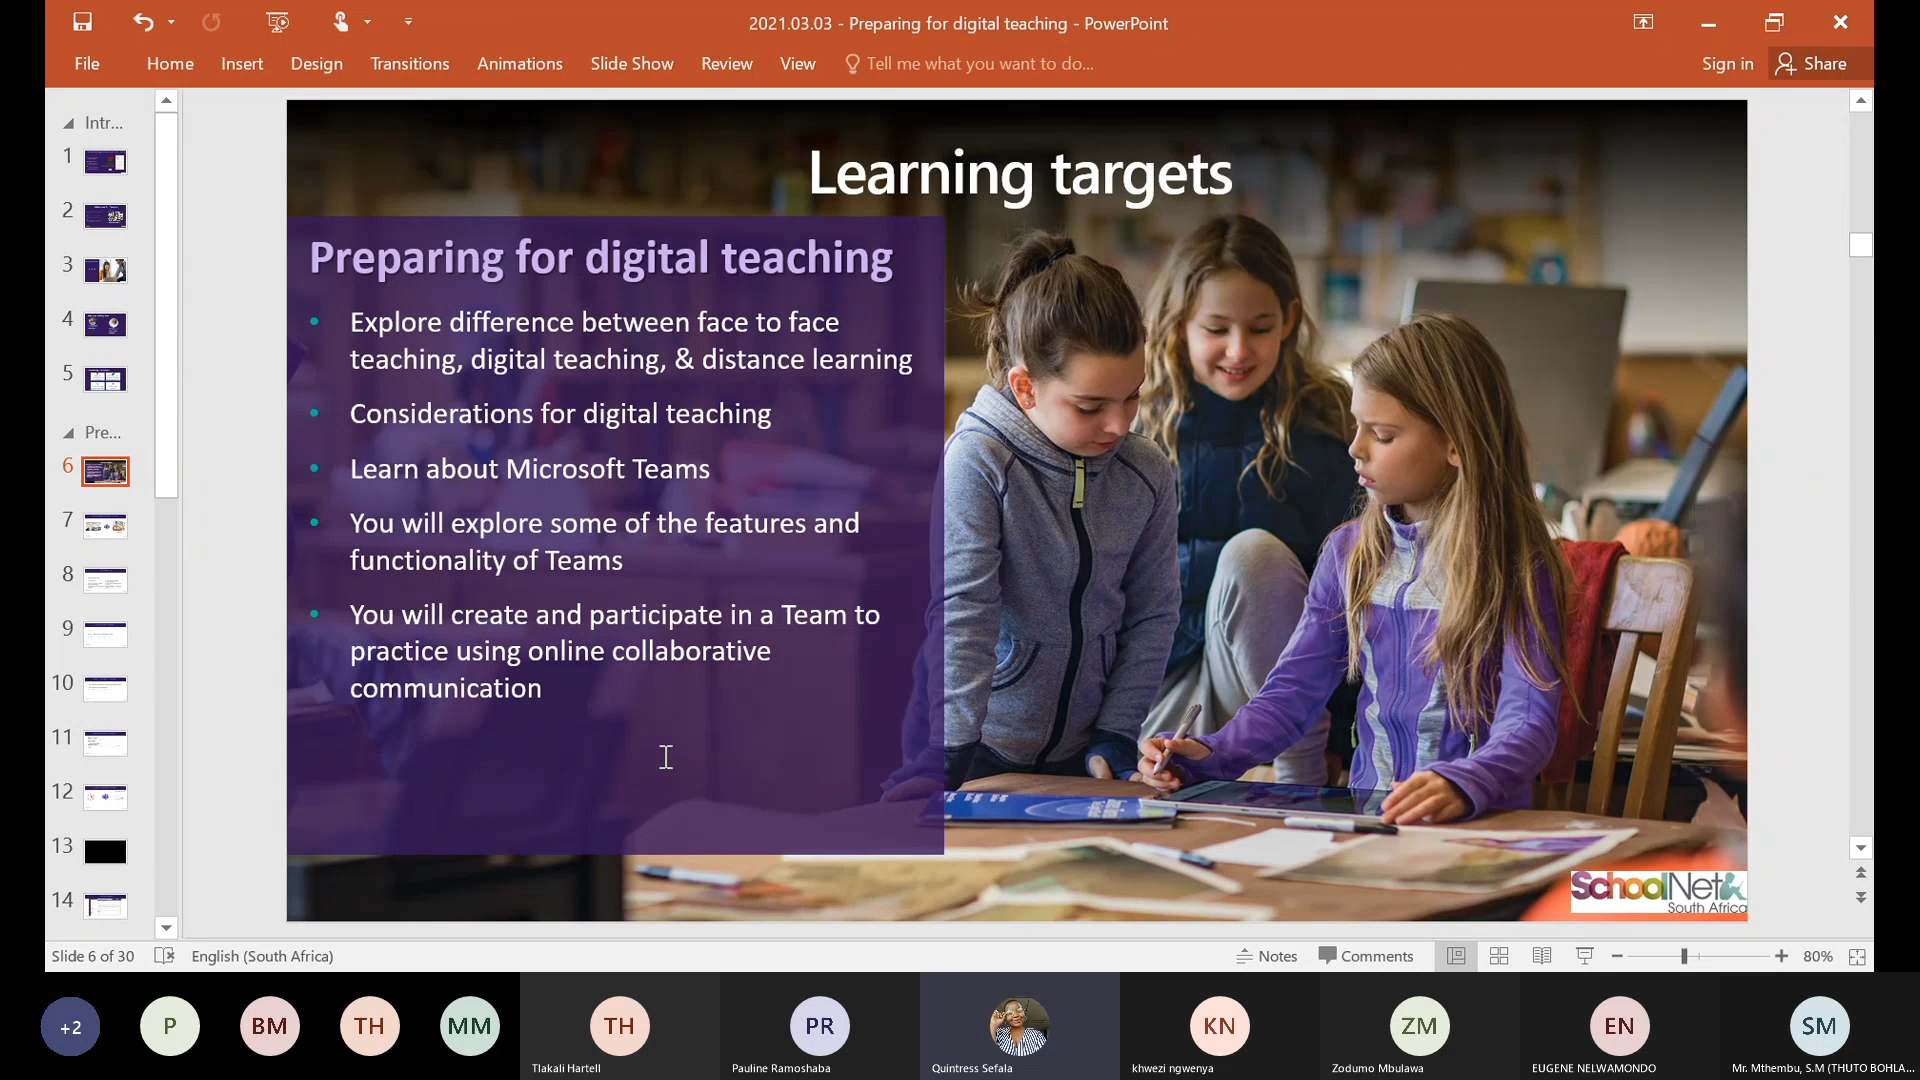 2021.03.03 - Preparing for digital teaching - PowerPoint
File Home Insert Design Transitions Animations Slide Show Review View Tell me what you want to do... Sign in Share
Intr...
1
2
3
4
5
Pre...
6
7
8
9
10
11
12
13
14
Learning targets
Preparing for digital teaching
• Explore difference between face to face
teaching, digital teaching, & distance learning
• Considerations for digital teaching
• Learn about Microsoft Teams
• You will explore some of the features and
functionality of Teams
• You will create and participate in a Team to
practice using online collaborative
communication
SchoolNet
South Africa
Slide 6 of 30 English (South Africa) Notes Comments 80%
+2 P BM TH MM TH PR KN ZM EN SM
Tlakali Hartell Pauline Ramoshaba Quintress Sefala khwezi ngwenya Zodumo Mbulawa EUGENE NELWAMONDO Mr. Mthembu, S.M (THUTO BOHLA...